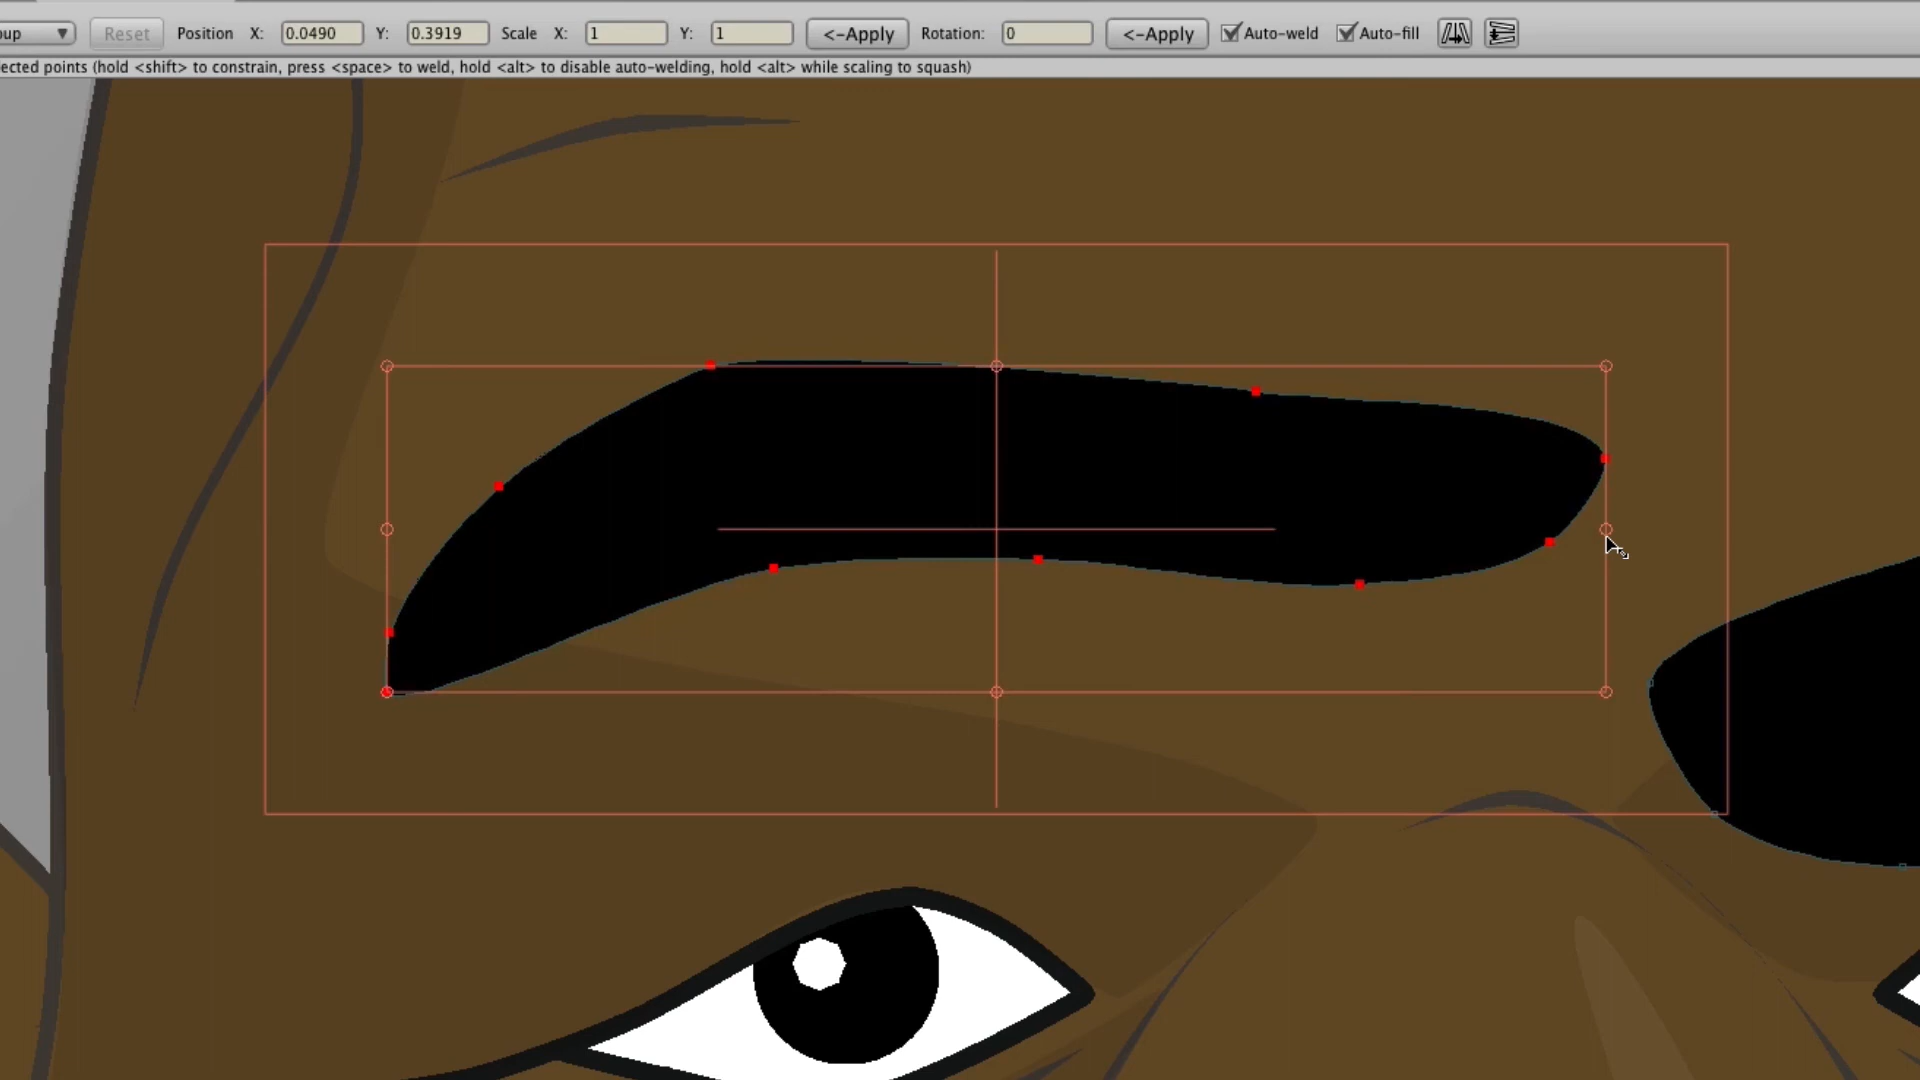 oup Reset Position X: 0.0490 Y: 0.3919 Scale X: 1 Y: 1 <-Apply Rotation: 0 <-Apply Auto-weld Auto-fill
ected points (hold <shift> to constrain, press <space> to weld, hold <alt> to disable auto-welding, hold <alt> while scaling to squash)